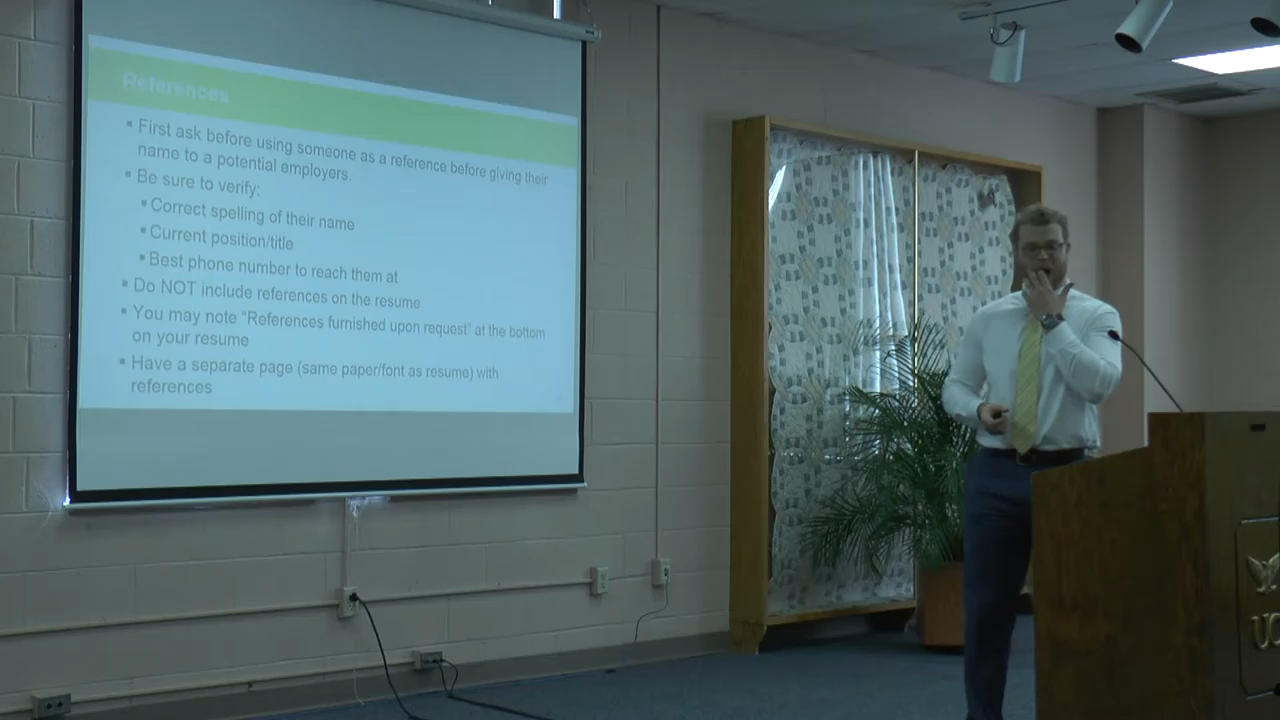 References
▪ First ask before using someone as a reference before giving their
name to a potential employers.
▪ Be sure to verify:
▪ Correct spelling of their name
▪ Current position/title
▪ Best phone number to reach them at
▪ Do NOT include references on the resume
▪ You may note “References furnished upon request” at the bottom
on your resume
▪ Have a separate page (same paper/font as resume) with
references